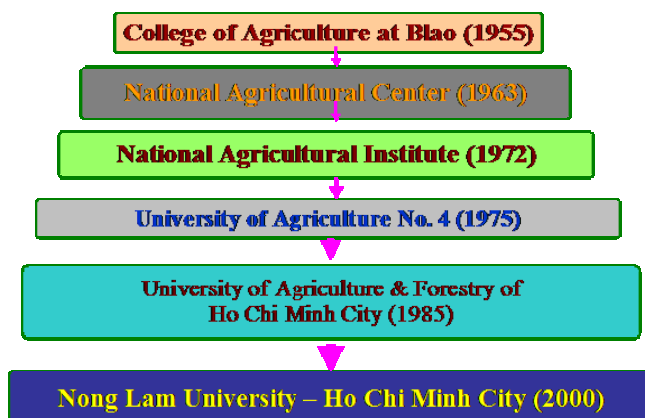 College of Agriculture at Blao (1955)
National Agricultural Center (1963)
National Agricultural Institute (1972)
University of Agriculture No. 4 (1975)
University of Agriculture & Forestry of
Ho Chi Minh City (1985)
Nong Lam University – Ho Chi Minh City (2000)